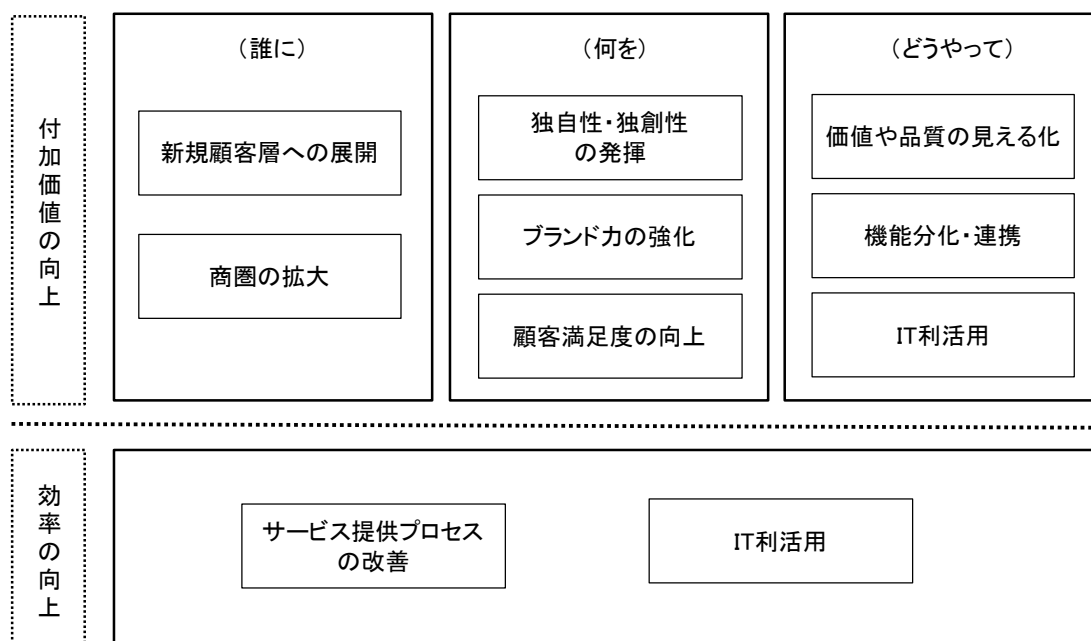 付加価値の向上
(誰に)
新規顧客層への展開
商圏の拡大
(何を)
独自性・独創性
の発揮
ブランド力の強化
顧客満足度の向上
(どうやって)
価値や品質の見える化
機能分化・連携
IT利活用
効率の向上
サービス提供プロセス
の改善
IT利活用